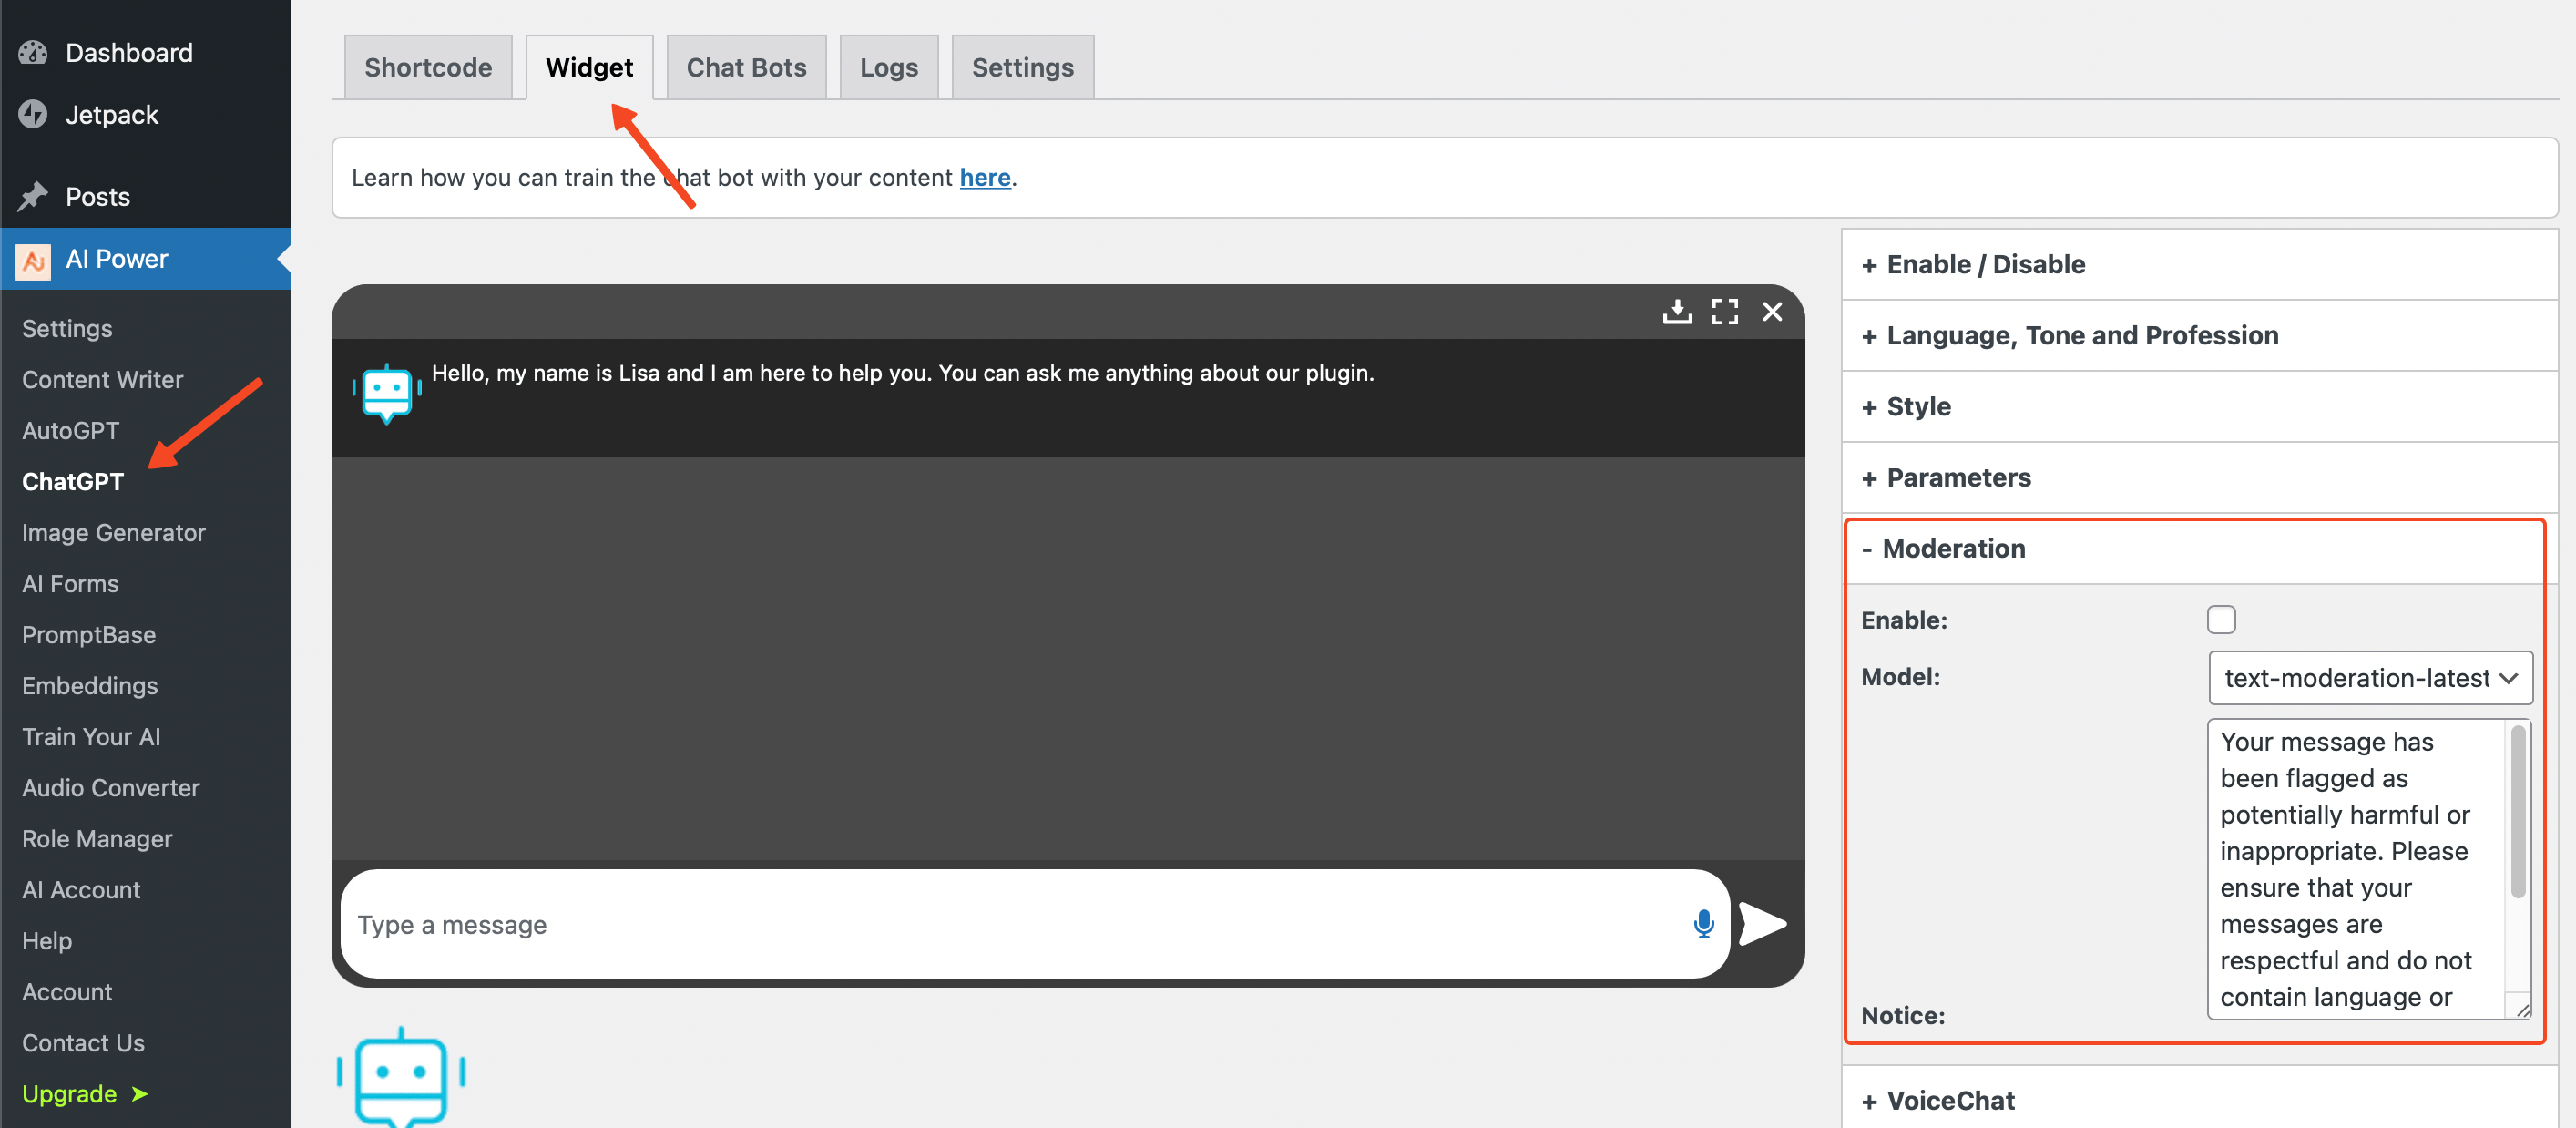 Dashboard
Jetpack
Posts
AI Power
Settings
Content Writer
AutoGPT
ChatGPT
Image Generator
AI Forms
PromptBase
Embeddings
Train Your AI
Audio Converter
Role Manager
AI Account
Help
Account
Contact Us
Upgrade ➤
Shortcode
Widget
Chat Bots
Logs
Settings
Learn how you can train the chat bot with your content here.
Hello, my name is Lisa and I am here to help you. You can ask me anything about our plugin.
Type a message
+ Enable / Disable
+ Language, Tone and Profession
+ Style
+ Parameters
- Moderation
Enable:
Model:
text-moderation-latest
Your message has
been flagged as
potentially harmful or
inappropriate. Please
ensure that your
messages are
respectful and do not
contain language or
Notice:
+ VoiceChat